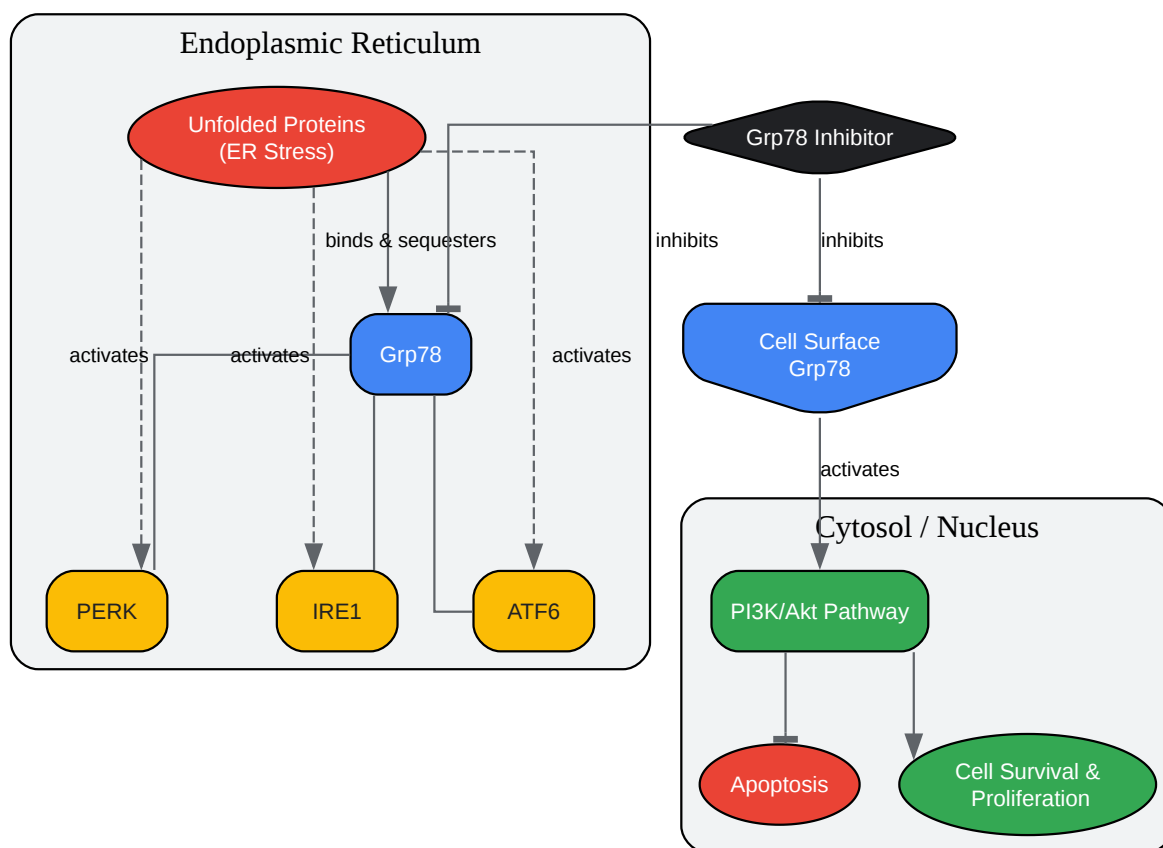 Endoplasmic Reticulum
Unfolded Proteins
(ER Stress)
Grp78 Inhibitor
binds & sequesters
inhibits
inhibits
Grp78
Cell Surface
Grp78
activates
activates
activates
activates
Cytosol / Nucleus
PERK
IRE1
ATF6
PI3K/Akt Pathway
Apoptosis
Cell Survival &
Proliferation